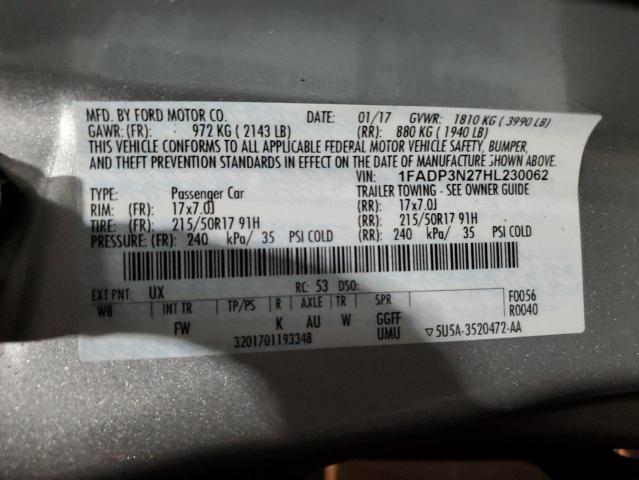 MFD. BY FORD MOTOR CO. DATE: 01/17 GVWR: 1810 KG ( 3990 LB)
GAWR: (FR): 972 KG ( 2143 LB) (RR): 880 KG ( 1940 LB)
THIS VEHICLE CONFORMS TO ALL APPLICABLE FEDERAL MOTOR VEHICLE SAFETY, BUMPER,
AND THEFT PREVENTION STANDARDS IN EFFECT ON THE DATE OF MANUFACTURE SHOWN ABOVE.
VIN: 1FADP3N27HL230062
TYPE: Passenger Car TRAILER TOWING - SEE OWNER GUIDE
RIM: (FR): 17x7.0J (RR): 17x7.0J
TIRE: (FR): 215/50R17 91H (RR): 215/50R17 91H
PRESSURE: (FR): 240 kPa/ 35 PSI COLD (RR): 240 kPa/ 35 PSI COLD
EXT PNT: UX RC: 53 DSO: F0056
WB INT TR TP/PS R AXLE TR SPR R0040
FW K AU W GGFF
3201701193348 UMU ▽5U5A-3520472-AA